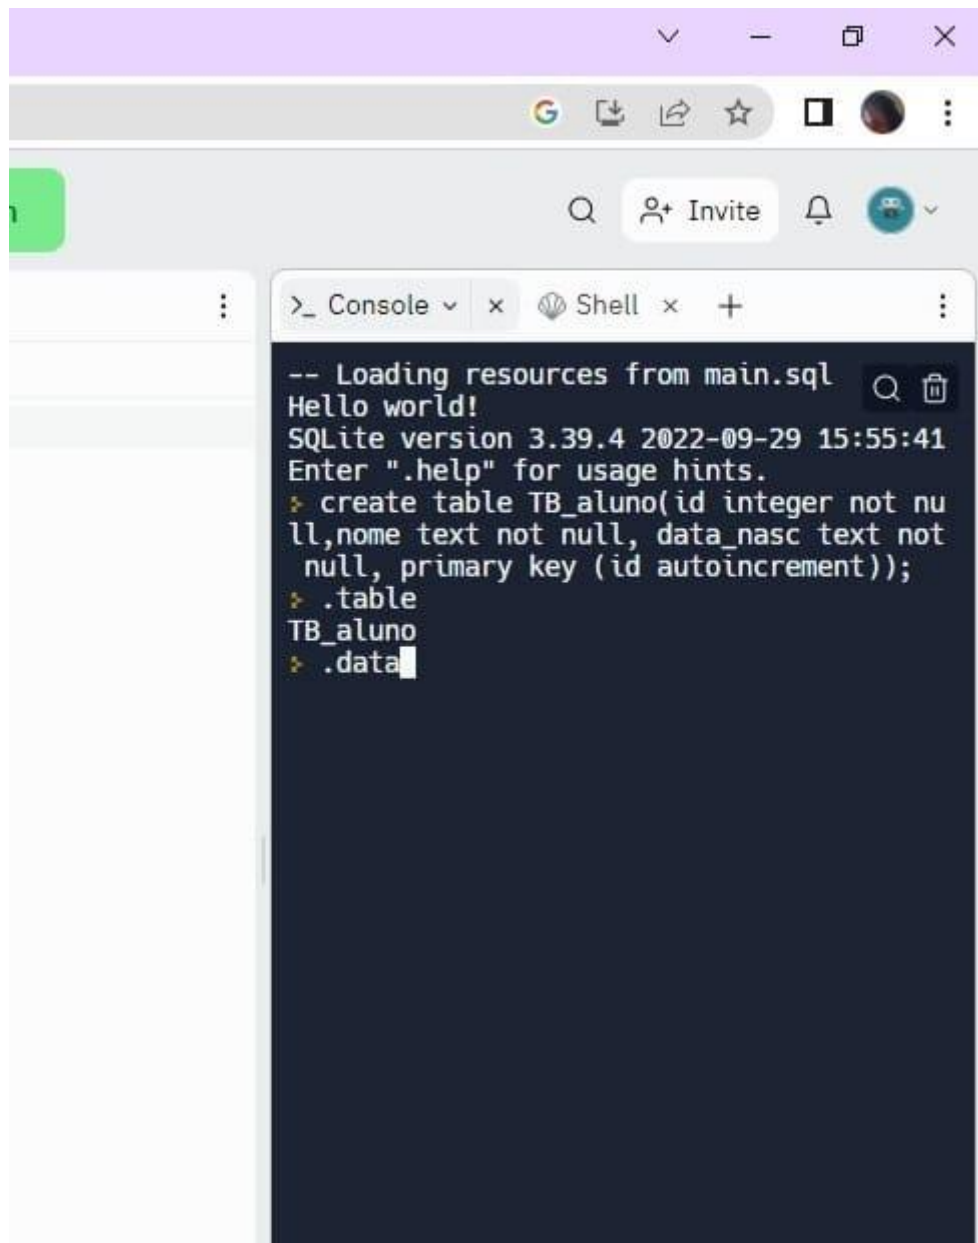 Invite
>_ Console
Shell
-- Loading resources from main.sql
Hello world!
SQLite version 3.39.4 2022-09-29 15:55:41
Enter ".help" for usage hints.
> create table TB_aluno(id integer not nu
ll,nome text not null, data_nasc text not
null, primary key (id autoincrement));
> .table
TB_aluno
> .data